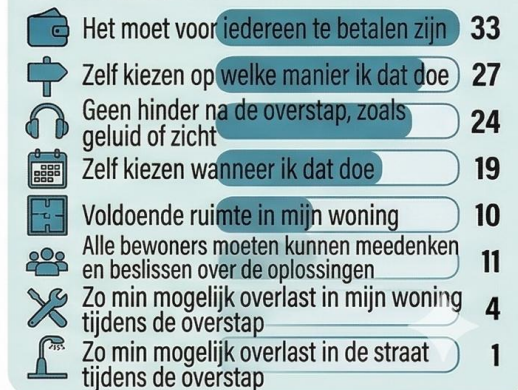 Het moet voor iedereen te betalen zijn 33
Zelf kiezen op welke manier ik dat doe 27
Geen hinder na de overstap, zoals
geluid of zicht 24
Zelf kiezen wanneer ik dat doe 19
Voldoende ruimte in mijn woning 10
Alle bewoners moeten kunnen meedenken
en beslissen over de oplossingen 11
Zo min mogelijk overlast in mijn woning
tijdens de overstap 4
Zo min mogelijk overlast in de straat
tijdens de overstap 1